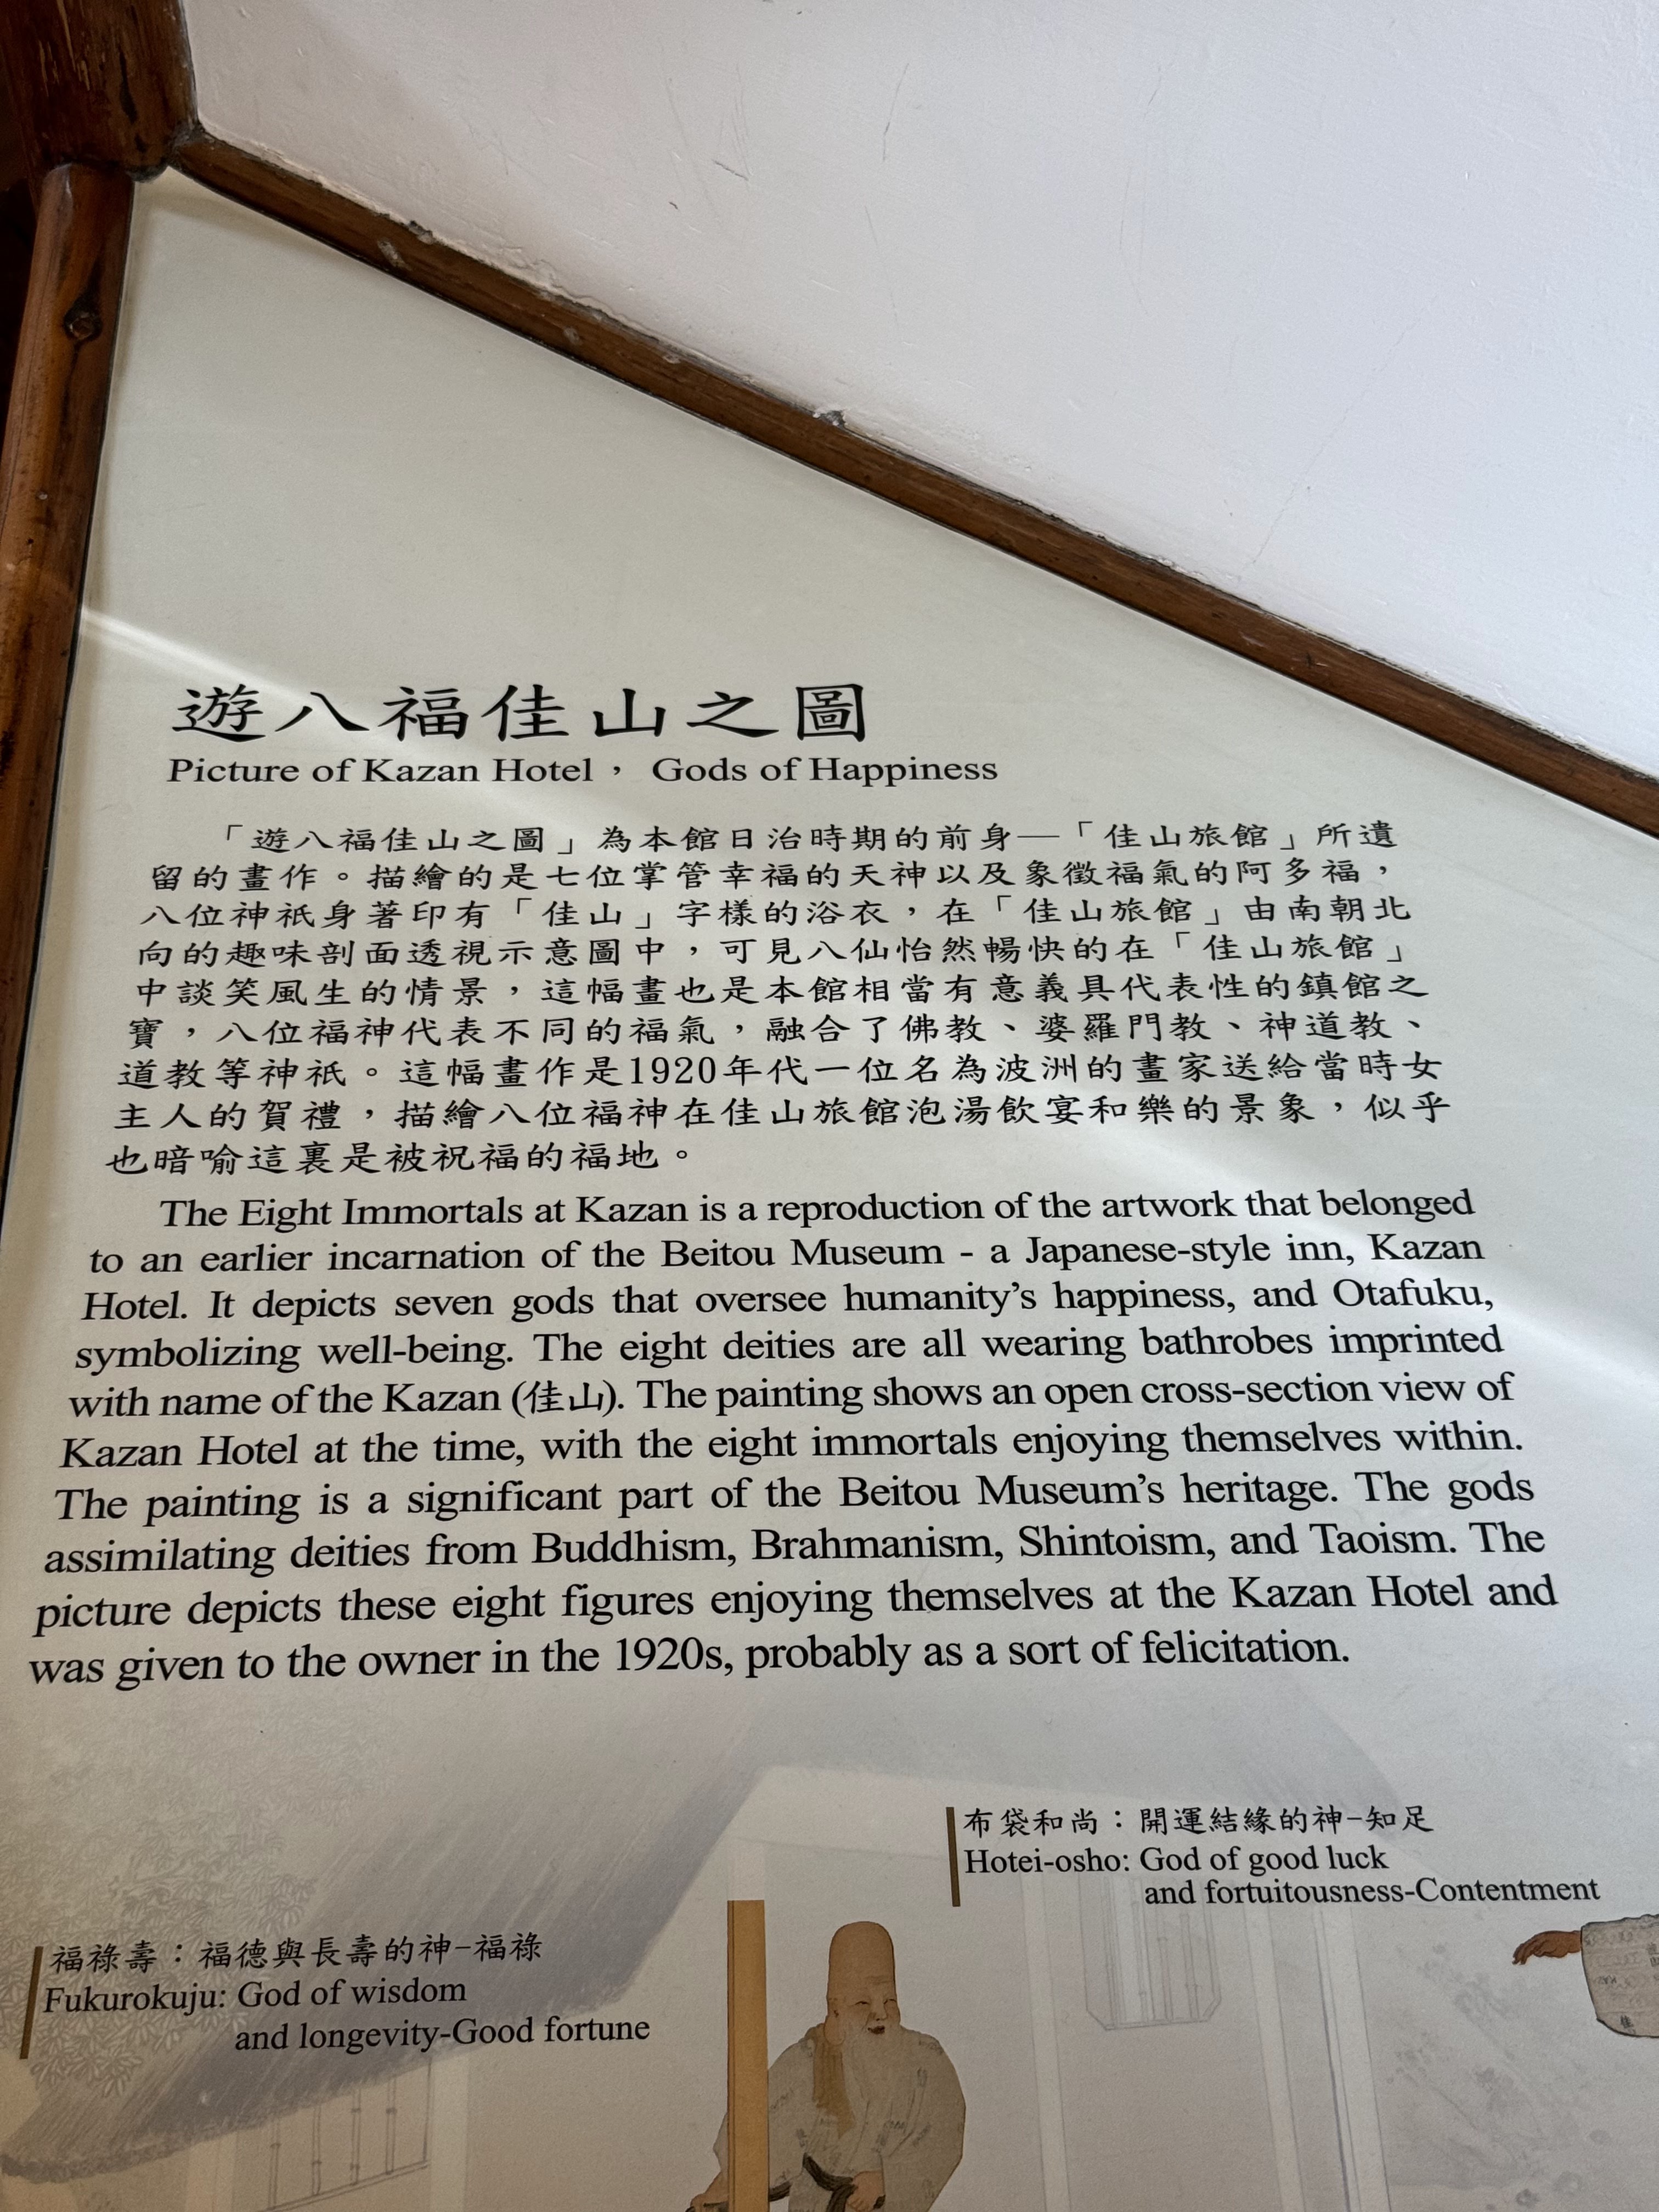 遊八福佳山之圖
Picture of Kazan Hotel， Gods of Happiness
「遊八福佳山之圖」為本館日治時期的前身—「佳山旅館」所遺
留的畫作。描繪的是七位掌管幸福的天神以及象徵福氣的阿多福，
八位神祇身著印有「佳山」字樣的浴衣，在「佳山旅館」由南朝北
向的趣味剖面透視示意圖中，可見八仙怡然暢快的在「佳山旅館」
中談笑風生的情景，這幅畫也是本館相當有意義具代表性的鎮館之
寶，八位福神代表不同的福氣，融合了佛教、婆羅門教、神道教、
道教等神祇。這幅畫作是1920年代一位名為波洲的畫家送給當時女
主人的賀禮，描繪八位福神在佳山旅館泡湯飲宴和樂的景象，似乎
也暗喻這裏是被祝福的福地。
The Eight Immortals at Kazan is a reproduction of the artwork that belonged
to an earlier incarnation of the Beitou Museum - a Japanese-style inn, Kazan
Hotel. It depicts seven gods that oversee humanity’s happiness, and Otafuku,
symbolizing well-being. The eight deities are all wearing bathrobes imprinted
with name of the Kazan (佳山). The painting shows an open cross-section view of
Kazan Hotel at the time, with the eight immortals enjoying themselves within.
The painting is a significant part of the Beitou Museum’s heritage. The gods
assimilating deities from Buddhism, Brahmanism, Shintoism, and Taoism. The
picture depicts these eight figures enjoying themselves at the Kazan Hotel and
was given to the owner in the 1920s, probably as a sort of felicitation.
布袋和尚：開運結緣的神-知足
Hotei-osho: God of good luck
and fortuitousness-Contentment
福祿壽：福德與長壽的神-福祿
Fukurokuju: God of wisdom
and longevity-Good fortune